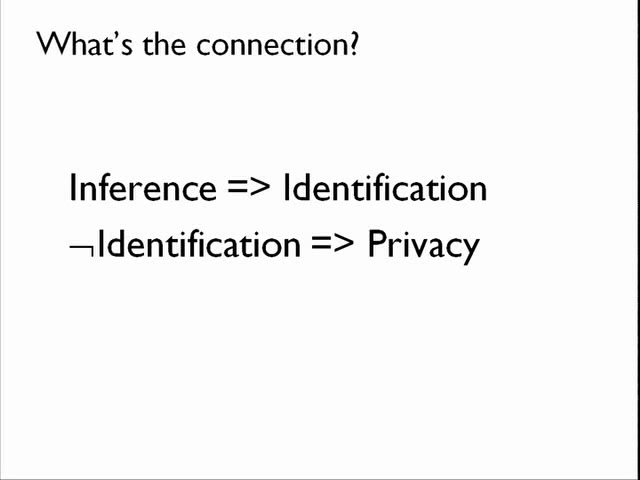 What's the connection?
Inference => Identification
¬Identification => Privacy